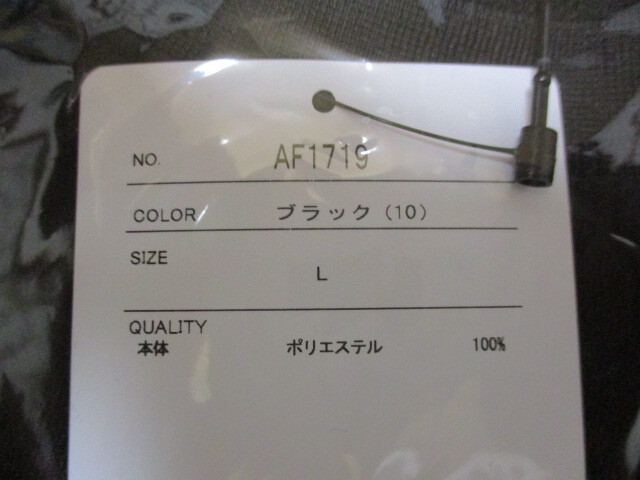 NO. AF1719
COLOR ブラック(10)
SIZE L
QUALITY
本体 ポリエステル 100%